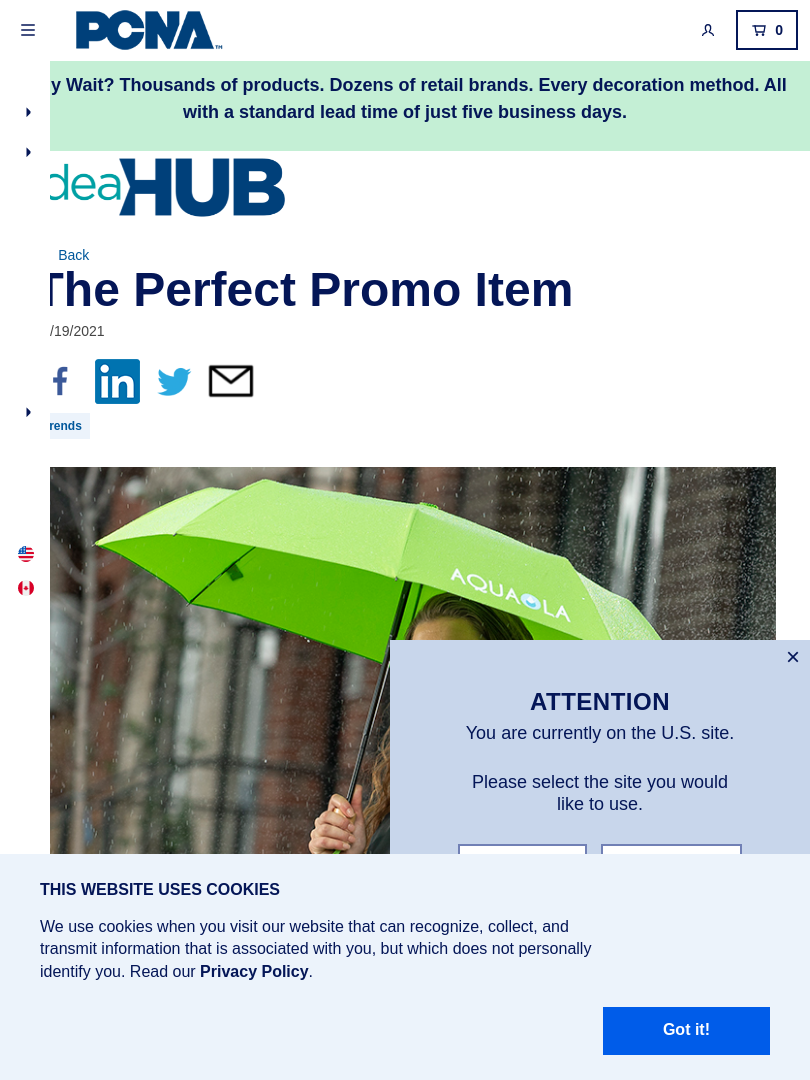 PCNA
TM
0
y Wait? Thousands of products. Dozens of retail brands. Every decoration method. All
with a standard lead time of just five business days.
deaHUB
Back
The Perfect Promo Item
/19/2021
in
rends
AQUAOLA
ATTENTION
You are currently on the U.S. site.
Please select the site you would
like to use.
THIS WEBSITE USES COOKIES
We use cookies when you visit our website that can recognize, collect, and
transmit information that is associated with you, but which does not personally
identify you. Read our Privacy Policy.
Got it!